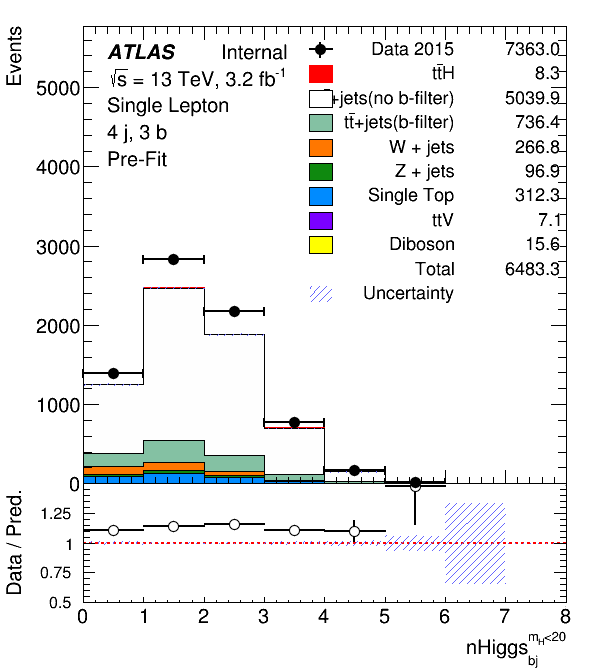 Events
ATLAS Internal
√s = 13 TeV, 3.2 fb-1
Single Lepton
4 j, 3 b
Pre-Fit
Data 2015 7363.0
tt̄H 8.3
+jets(no b-filter) 5039.9
tt̄+jets(b-filter) 736.4
W + jets 266.8
Z + jets 96.9
Single Top 312.3
ttV 7.1
Diboson 15.6
Total 6483.3
Uncertainty
5000
4000
3000
2000
1000
0
Data / Pred.
1.25
1
0.75
0.5
0 1 2 3 4 5 6 7 8
nHiggs bj mH<20